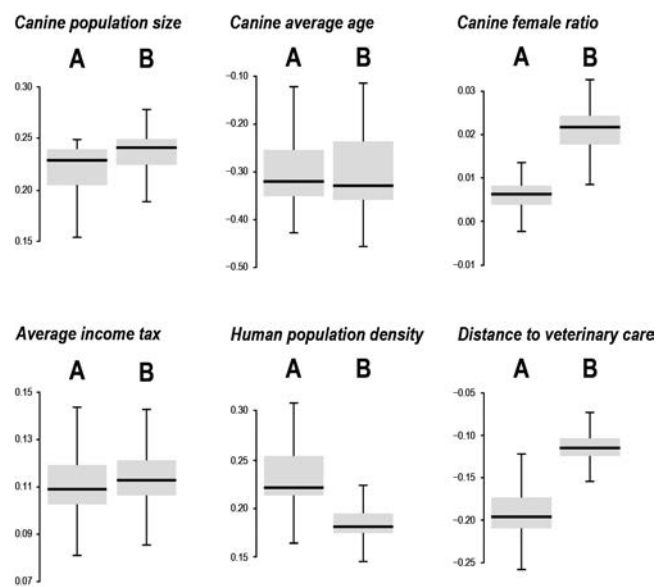 Canine population size
Canine average age
Canine female ratio
A B
A B
A B
0.30
0.25
0.20
0.15
−0.10
−0.20
−0.30
−0.40
−0.50
0.03
0.02
0.01
0.00
−0.01
Average income tax
Human population density
Distance to veterinary care
A B
A B
A B
0.15
0.13
0.11
0.09
0.07
0.30
0.25
0.20
0.15
−0.05
−0.10
−0.15
−0.20
−0.25